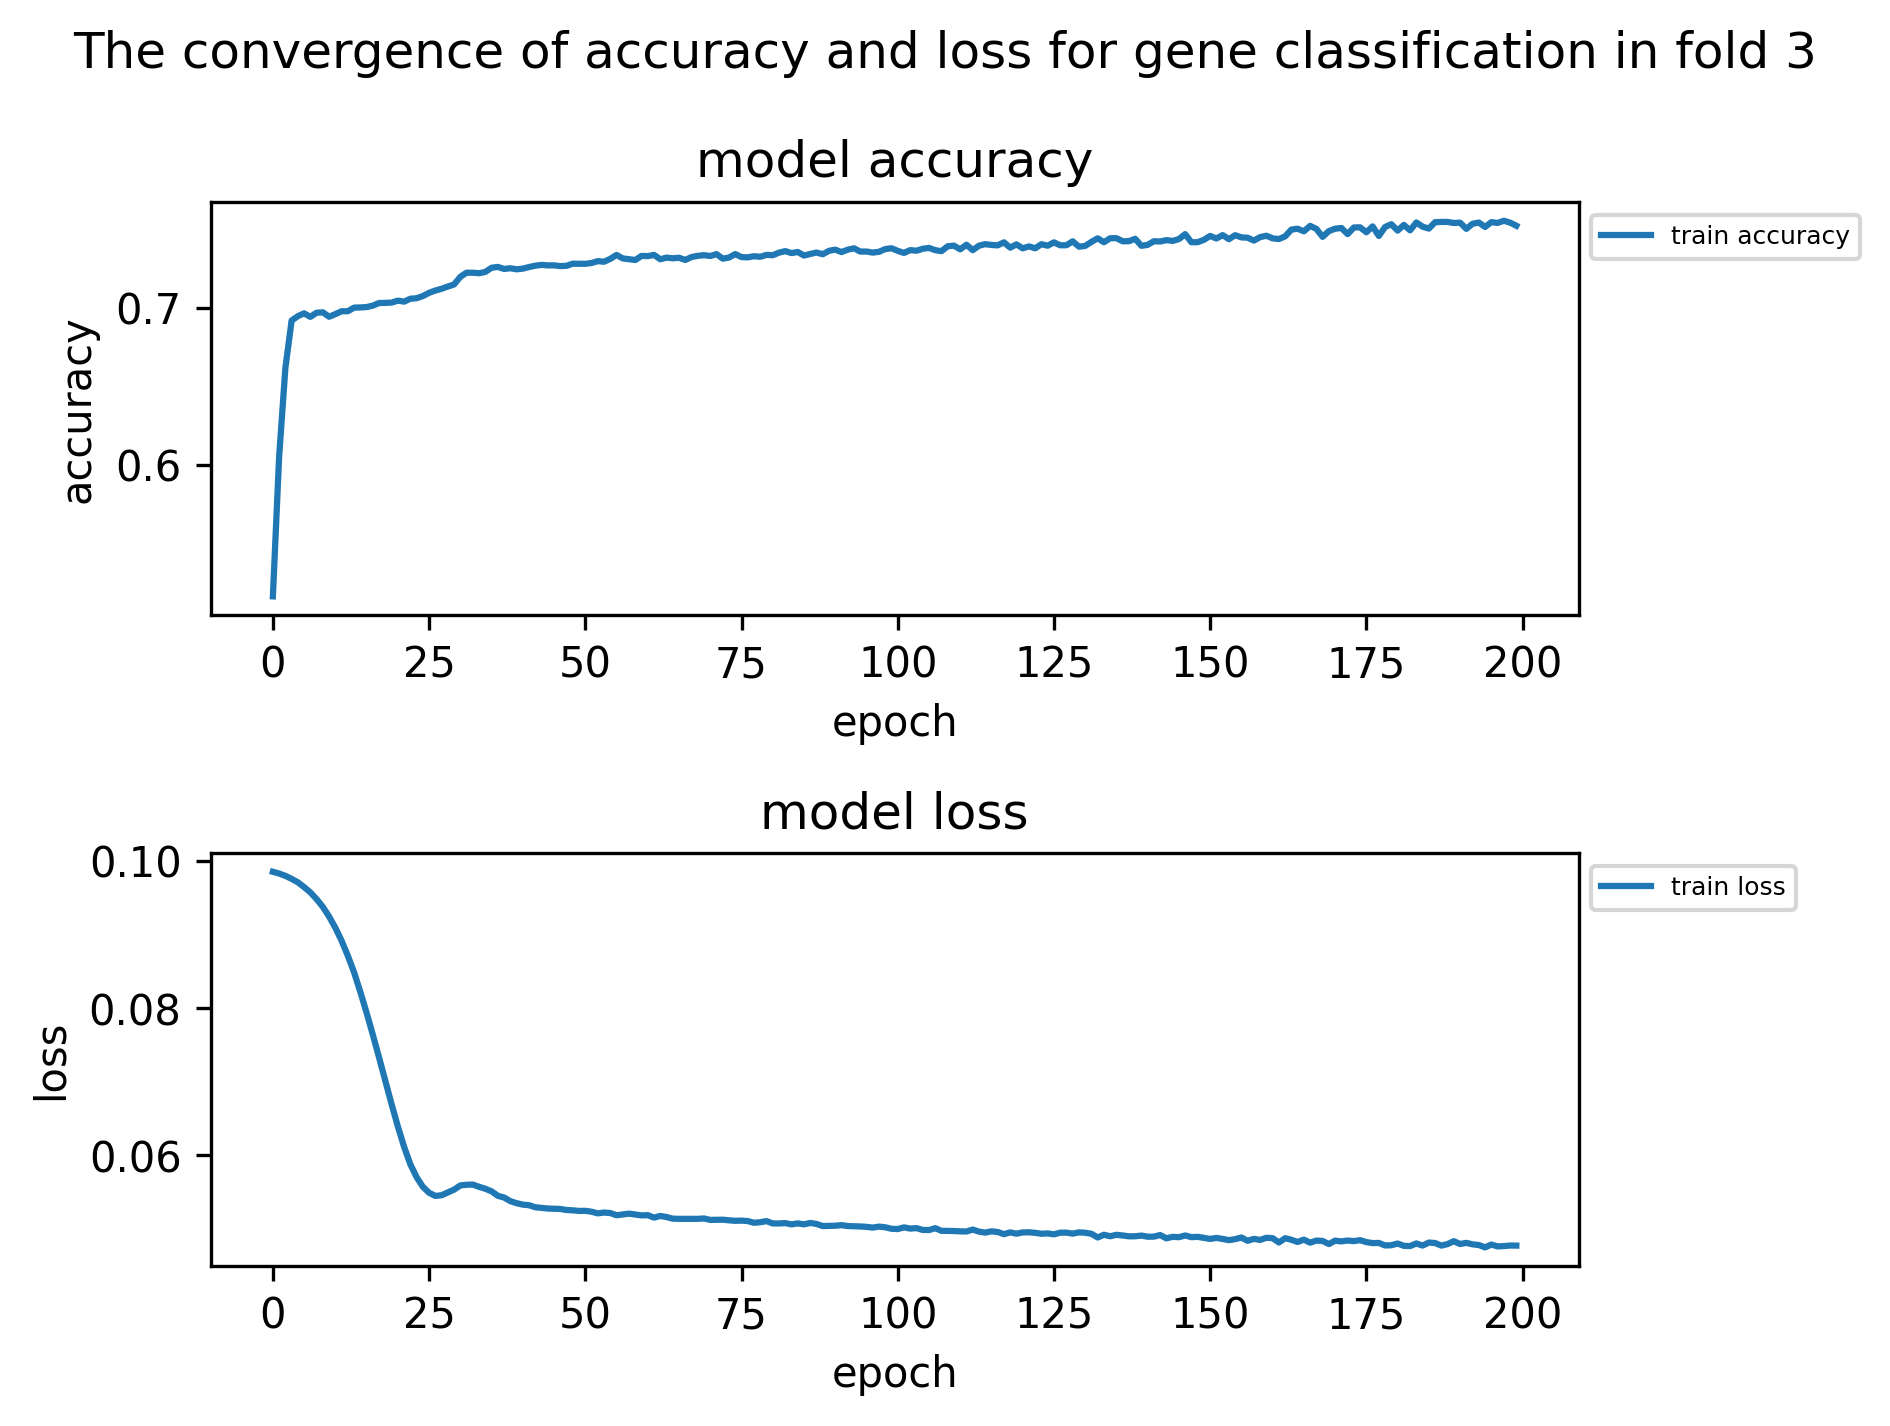 The convergence of accuracy and loss for gene classification in fold 3
model accuracy
train accuracy
0.7
0.6
accuracy
0 25 50 75 100 125 150 175 200
epoch
model loss
train loss
0.10
0.08
0.06
loss
0 25 50 75 100 125 150 175 200
epoch